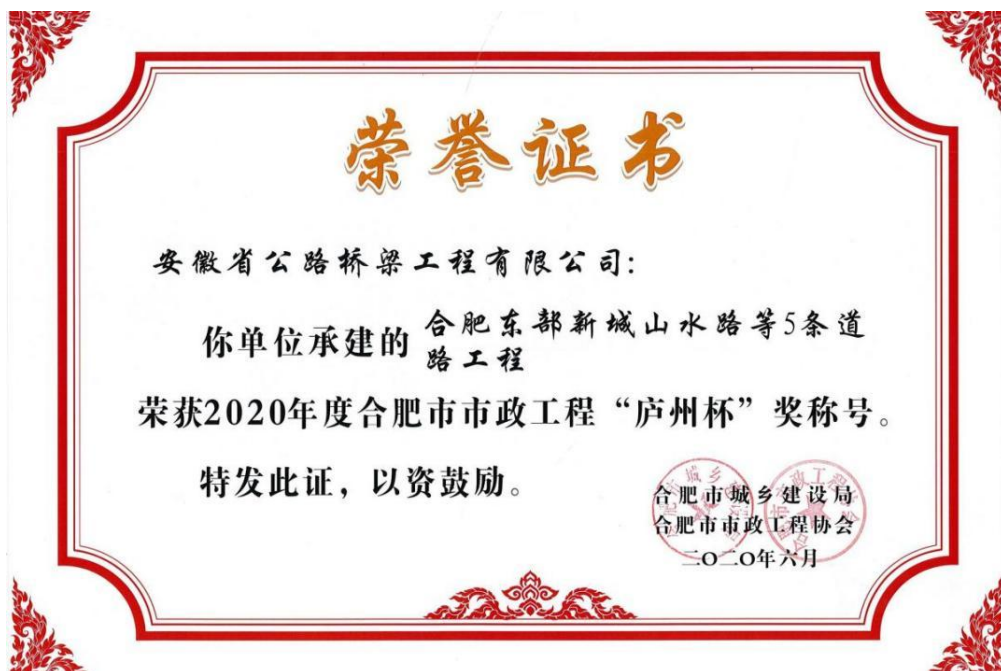 荣誉证书
安徽省公路桥梁工程有限公司:
你单位承建的 合肥东部新城山水路等5条道
路工程
荣获2020年度合肥市市政工程“庐州杯”奖称号。
特发此证，以资鼓励。
合肥市城乡建设局
合肥市市政工程协会
二〇二〇年六月